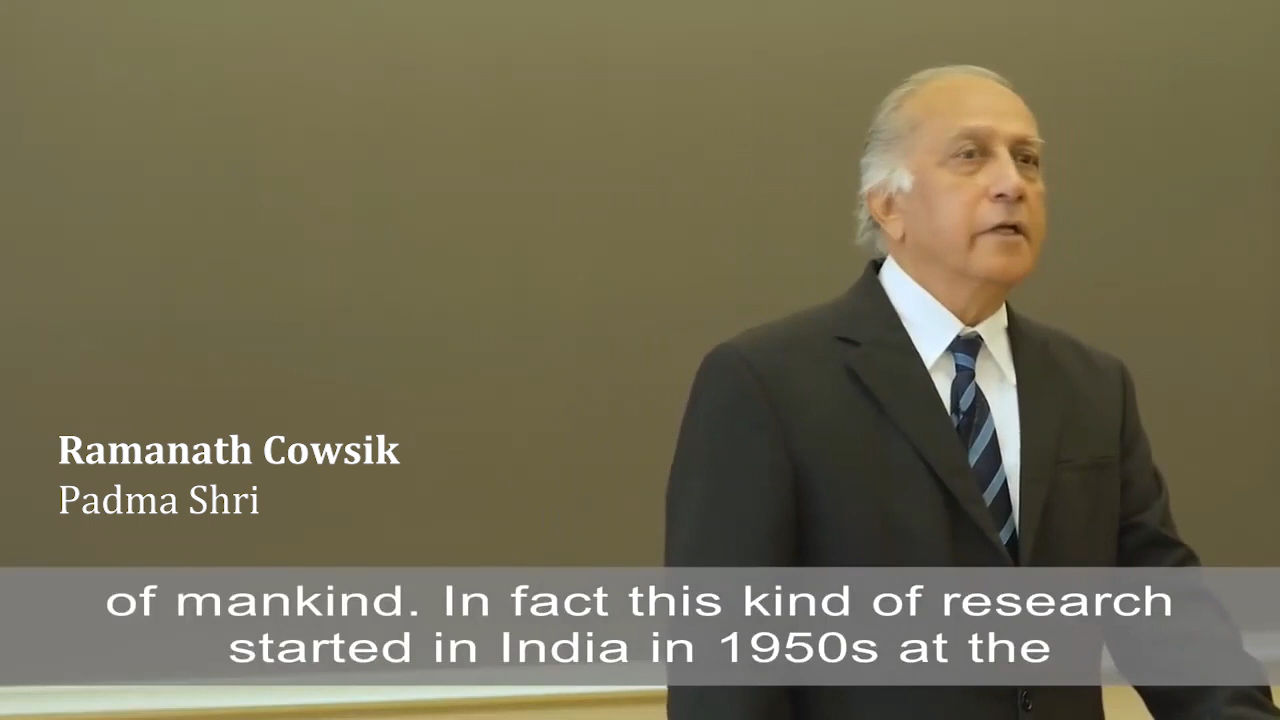 Ramanath Cowsik
Padma Shri
of mankind. In fact this kind of research
started in India in 1950s at the